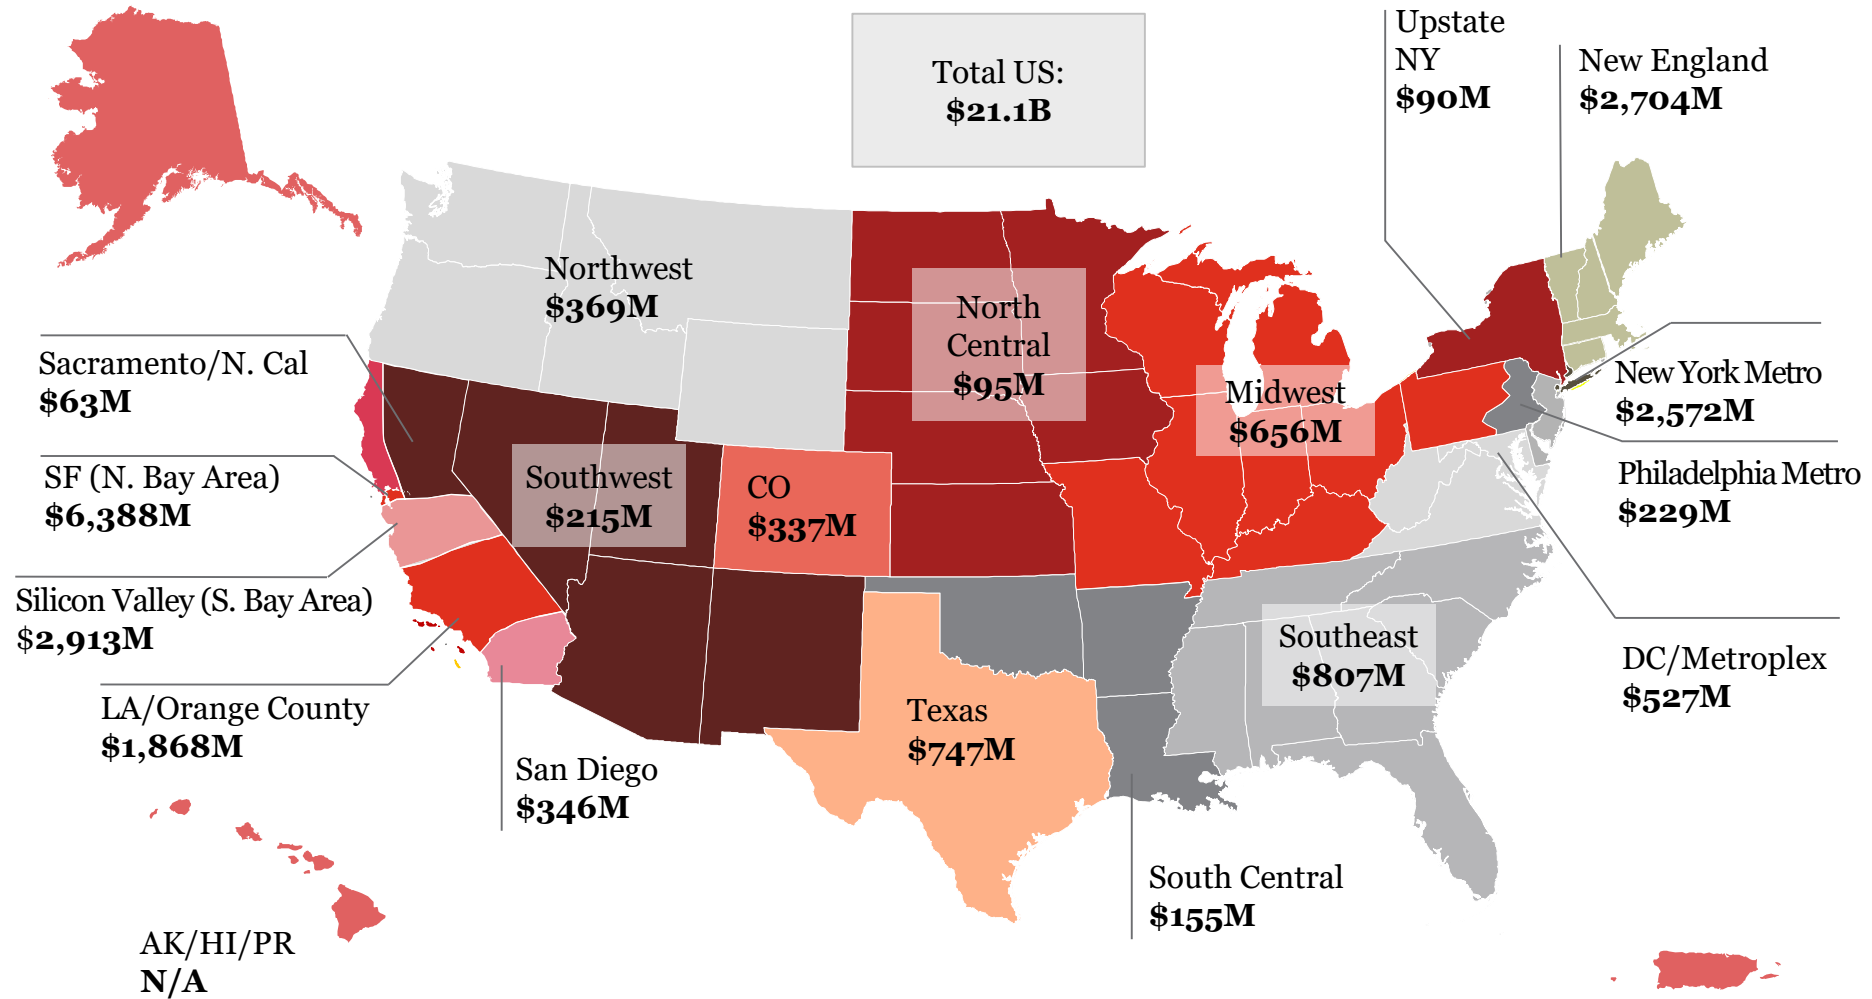 Total US:
$21.1B
Upstate
NY
$90M
New England
$2,704M
Northwest
$369M
North
Central
$95M
Sacramento/N. Cal
$63M
Midwest
$656M
New York Metro
$2,572M
SF (N. Bay Area)
$6,388M
Southwest
$215M
CO
$337M
Philadelphia Metro
$229M
Silicon Valley (S. Bay Area)
$2,913M
Southeast
$807M
DC/Metroplex
$527M
LA/Orange County
$1,868M
Texas
$747M
San Diego
$346M
South Central
$155M
AK/HI/PR
N/A